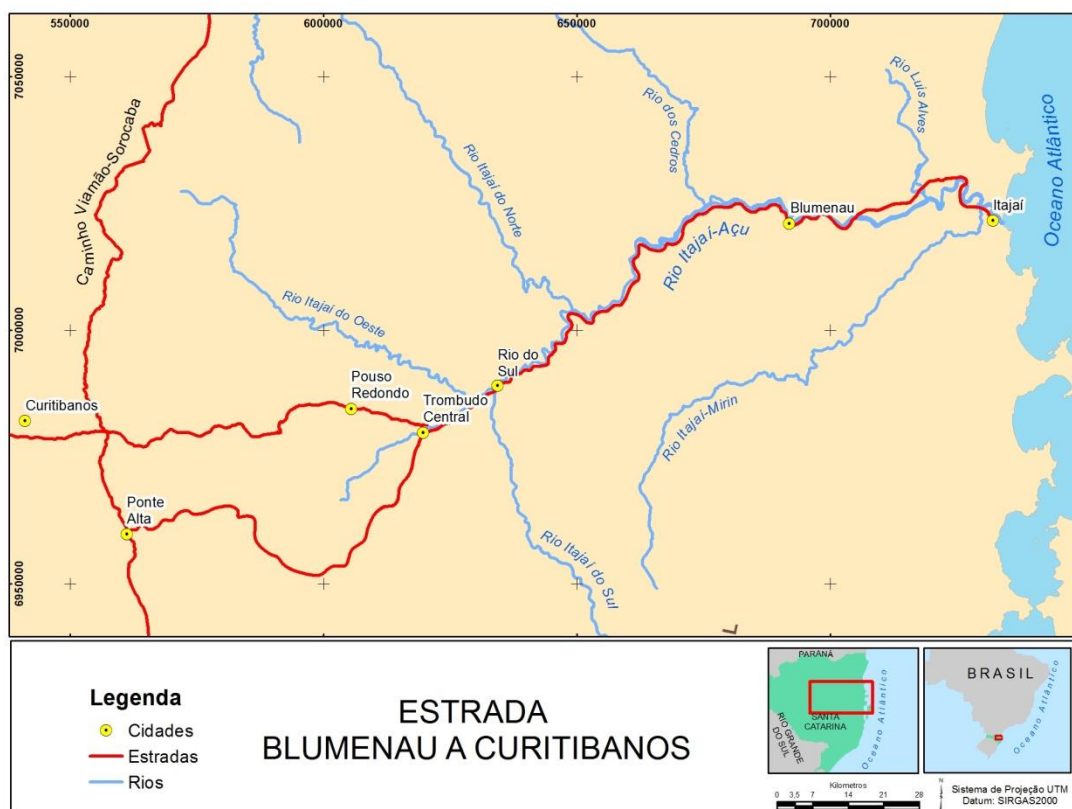 550000
600000
650000
700000
7050000
7000000
6950000
Caminho Viamão-Sorocaba
Rio Itajaí do Norte
Rio dos Cedros
Rio Luis Alves
Oceano Atlântico
Blumenau
Itajaí
Rio Itajaí-Açu
Rio Itajaí do Oeste
Rio do
Sul
Pouso
Redondo
Trombudo
Central
Curitibanos
Rio Itajaí-Mirin
Ponte
Alta
Rio Itajaí do Sul
Legenda
Cidades
Estradas
Rios
ESTRADA
BLUMENAU A CURITIBANOS
PARANÁ
SANTA
CATARINA
RIO GRANDE
DO SUL
Oceano Atlântico
BRASIL
Oceano Atlântico
Kilometros
0 3,5 7 14 21 28
N
Sistema de Projeção UTM
Datum: SIRGAS2000